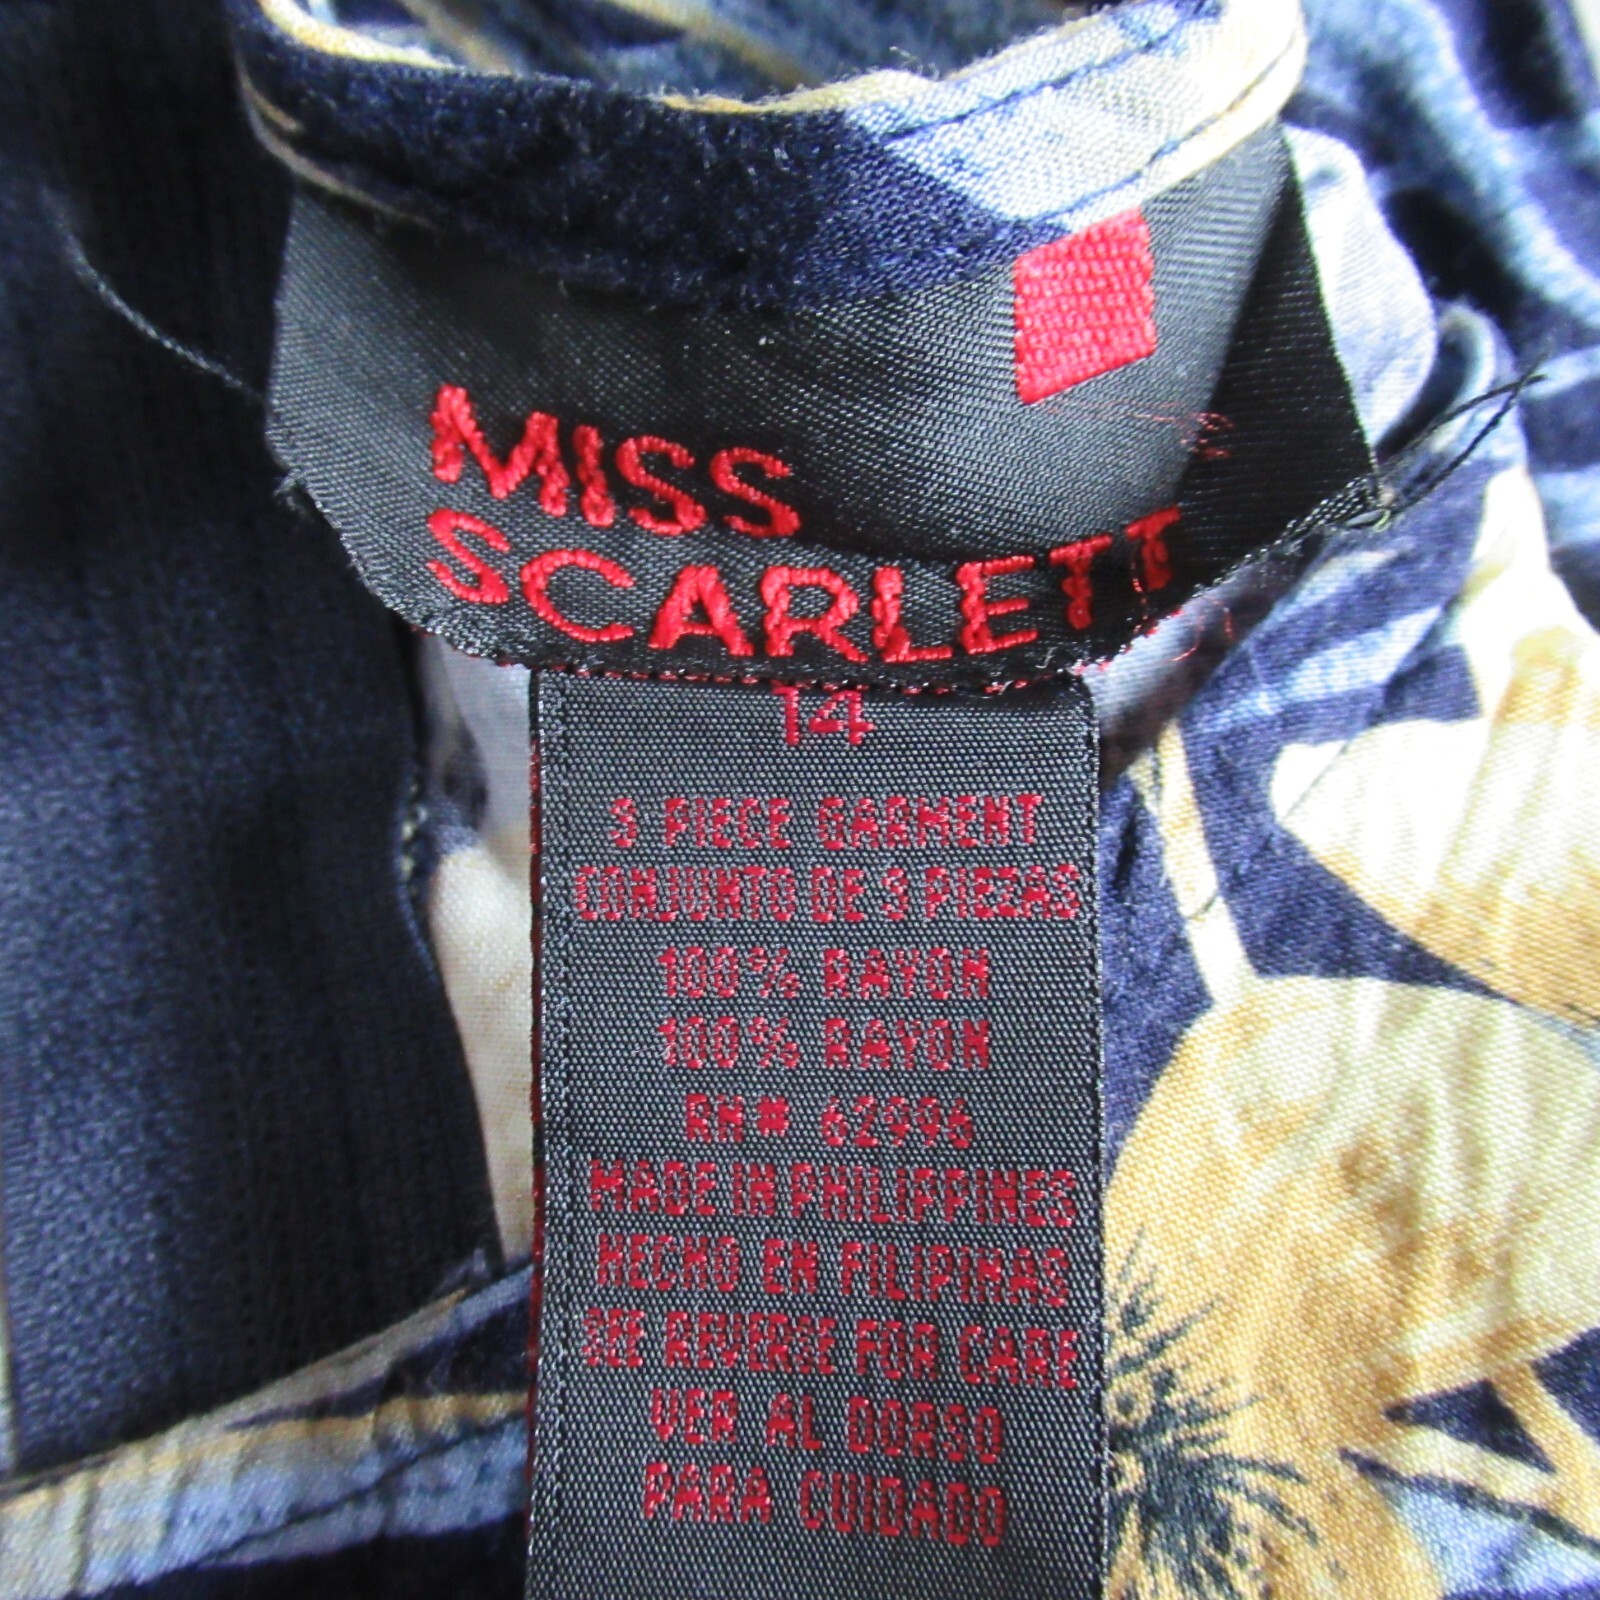 MISS
SCARLETT
14
3 PIECE GARMENT
CONJUNTO DE 3 PIEZAS
100% RAYON
100% RAYON
RN# 62996
MADE IN PHILIPPINES
HECHO EN FILIPINAS
SEE REVERSE FOR CARE
VER AL DORSO
PARA CUIDADO